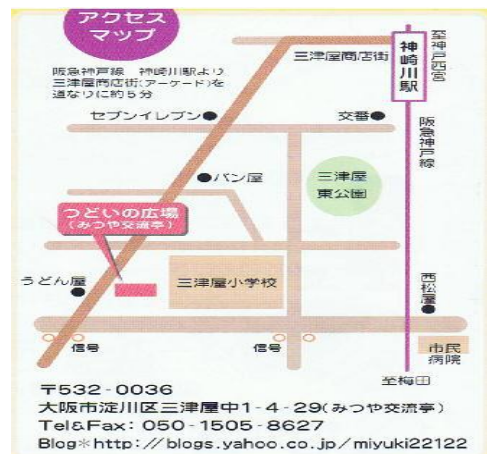 アクセス
マップ
阪急神戸線　神崎川駅より
三津屋商店街(アーケード)を
道なりに約5分
三津屋商店街
神崎川駅
至神戸西宮
阪急神戸線
セブンイレブン
交番
パン屋
三津屋
東公園
つどいの広場
(みつや交流亭)
うどん屋
三津屋小学校
西松屋
信号
信号
市民
病院
至梅田
〒532-0036
大阪市淀川区三津屋中1-4-29(みつや交流亭)
Tel&Fax: 050-1505-8627
Blog*http://blogs.yahoo.co.jp/miyuki22122